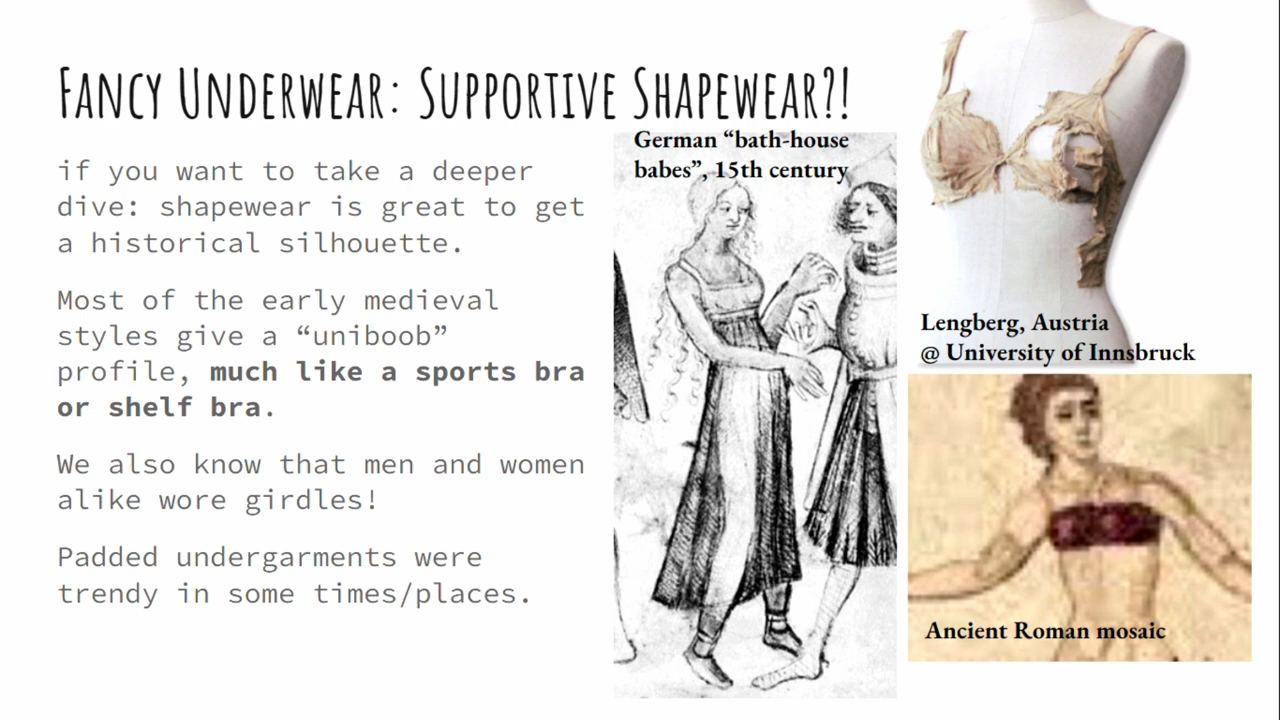 Fancy Underwear: Supportive Shapewear?!
if you want to take a deeper
dive: shapewear is great to get
a historical silhouette.
Most of the early medieval
styles give a “uniboob”
profile, much like a sports bra
or shelf bra.
We also know that men and women
alike wore girdles!
Padded undergarments were
trendy in some times/places.
German “bath-house
babes”, 15th century
Lengberg, Austria
@ University of Innsbruck
Ancient Roman mosaic